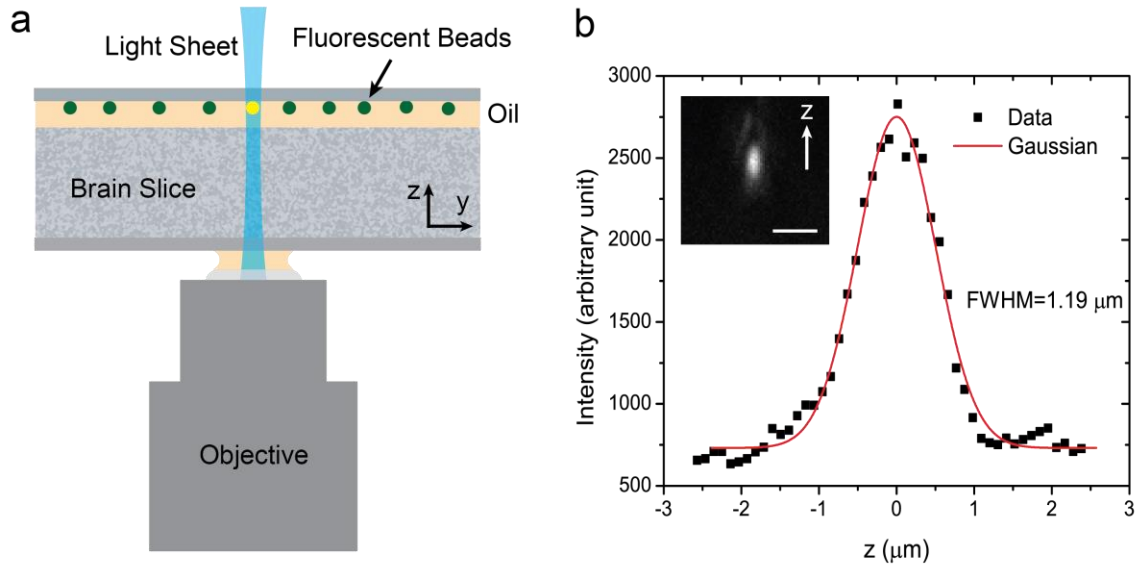 a
Light Sheet
Fluorescent Beads
Oil
Brain Slice
z
y
Objective
b
3000
2500
2000
1500
1000
500
Intensity (arbitrary unit)
Z
Data
Gaussian
FWHM=1.19 μm
-3
-2
-1
0
1
2
3
z (μm)